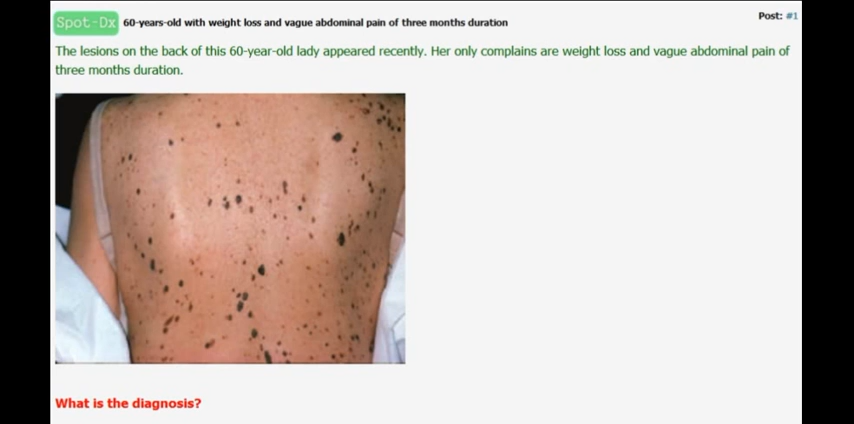 Spot-Dx 60-years-old with weight loss and vague abdominal pain of three months duration Post: #1
The lesions on the back of this 60-year-old lady appeared recently. Her only complains are weight loss and vague abdominal pain of
three months duration.
What is the diagnosis?